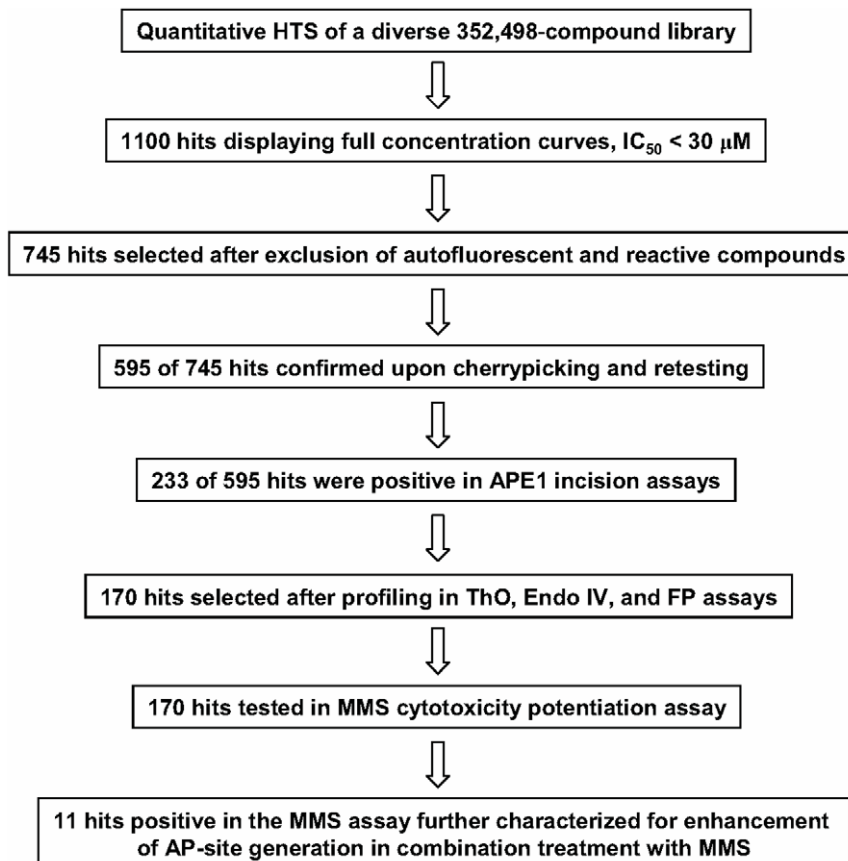 Quantitative HTS of a diverse 352,498-compound library
1100 hits displaying full concentration curves, IC50 < 30 μM
745 hits selected after exclusion of autofluorescent and reactive compounds
595 of 745 hits confirmed upon cherrypicking and retesting
233 of 595 hits were positive in APE1 incision assays
170 hits selected after profiling in ThO, Endo IV, and FP assays
170 hits tested in MMS cytotoxicity potentiation assay
11 hits positive in the MMS assay further characterized for enhancement
of AP-site generation in combination treatment with MMS